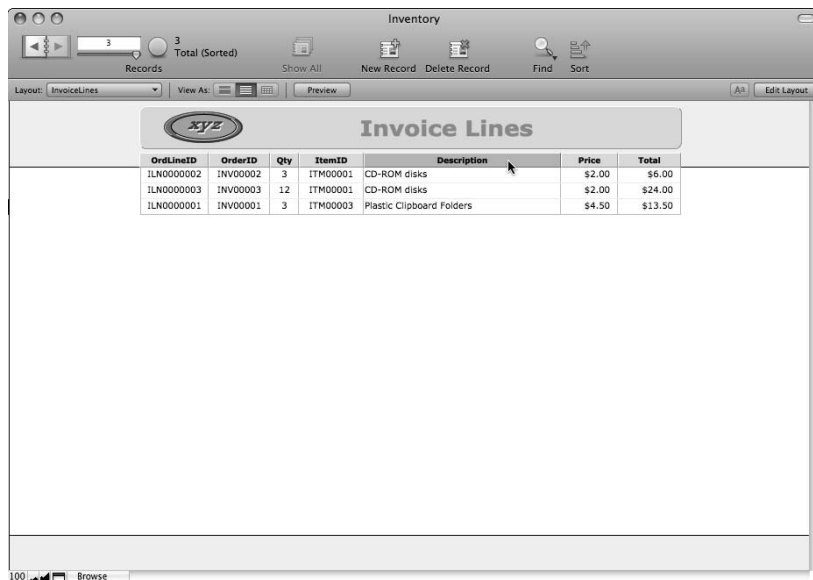 Inventory
3
3
Total (Sorted)
Records
Show All
New Record Delete Record
Find Sort
Layout: InvoiceLines View As: Preview Aa Edit Layout
xyz Invoice Lines
OrdLineID OrderID Qty ItemID Description Price Total
ILN0000002 INV00002 3 ITM00001 CD-ROM disks $2.00 $6.00
ILN0000003 INV00003 12 ITM00001 CD-ROM disks $2.00 $24.00
ILN0000001 INV00001 3 ITM00003 Plastic Clipboard Folders $4.50 $13.50
100 Browse